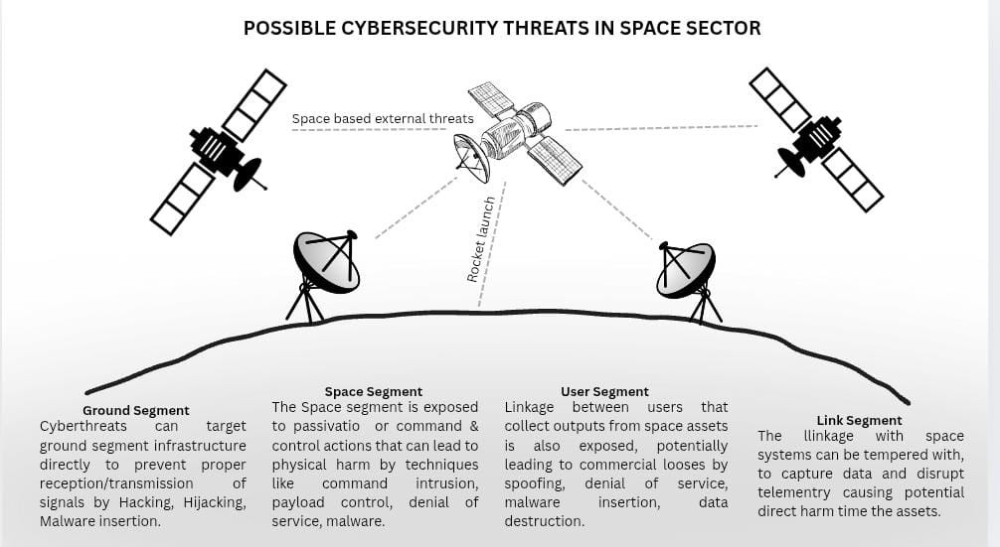 POSSIBLE CYBERSECURITY THREATS IN SPACE SECTOR
Space based external threats
Rocket launch
Ground Segment
Cyberthreats can target
ground segment infrastructure
directly to prevent proper
reception/transmission of
signals by Hacking, Hijacking,
Malware insertion.
Space Segment
The Space segment is exposed
to passivatio or command &
control actions that can lead to
physical harm by techniques
like command intrusion,
payload control, denial of
service, malware.
User Segment
Linkage between users that
collect outputs from space assets
is also exposed, potentially
leading to commercial looses by
spoofing, denial of service,
malware insertion, data
destruction.
Link Segment
The llinkage with space
systems can be tempered with,
to capture data and disrupt
telementry causing potential
direct harm time the assets.